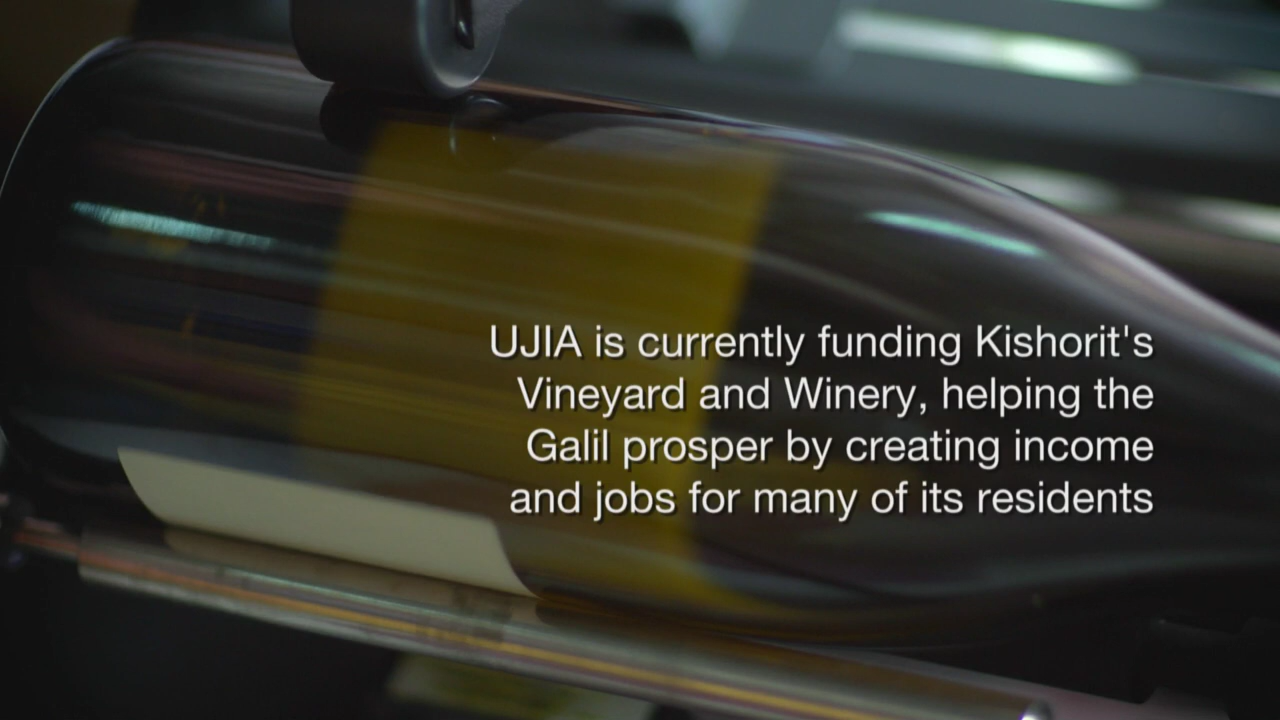 UJIA is currently funding Kishorit's
Vineyard and Winery, helping the
Galil prosper by creating income
and jobs for many of its residents